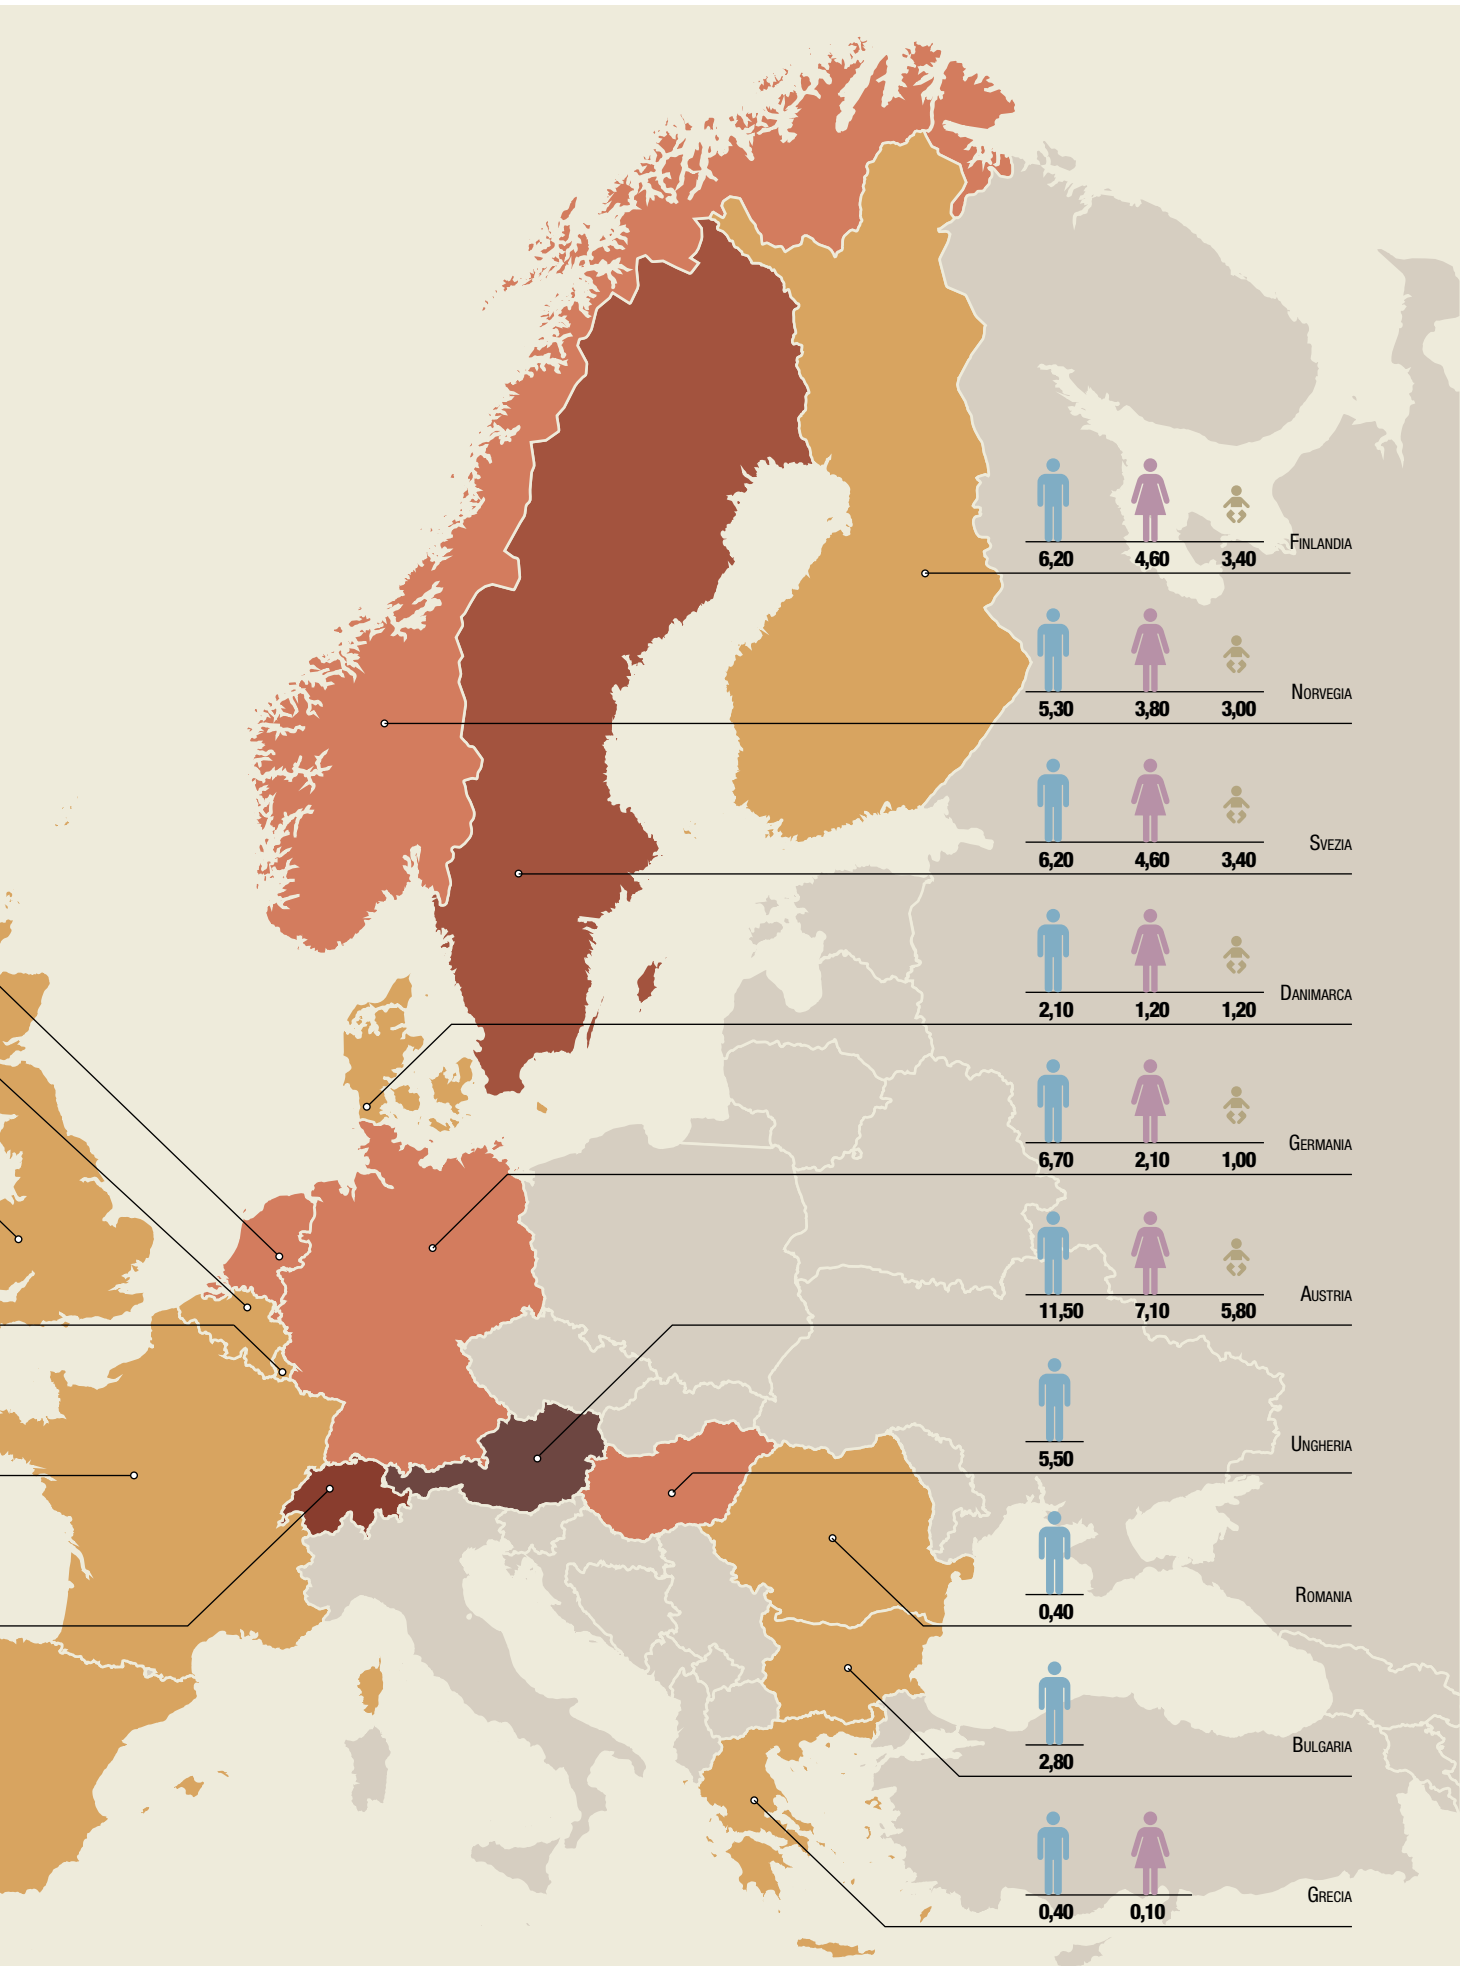 FINLANDIA
6,20 4,60 3,40
NORVEGIA
5,30 3,80 3,00
SVEZIA
6,20 4,60 3,40
DANIMARCA
2,10 1,20 1,20
GERMANIA
6,70 2,10 1,00
AUSTRIA
11,50 7,10 5,80
UNGHERIA
5,50
ROMANIA
0,40
BULGARIA
2,80
GRECIA
0,40 0,10